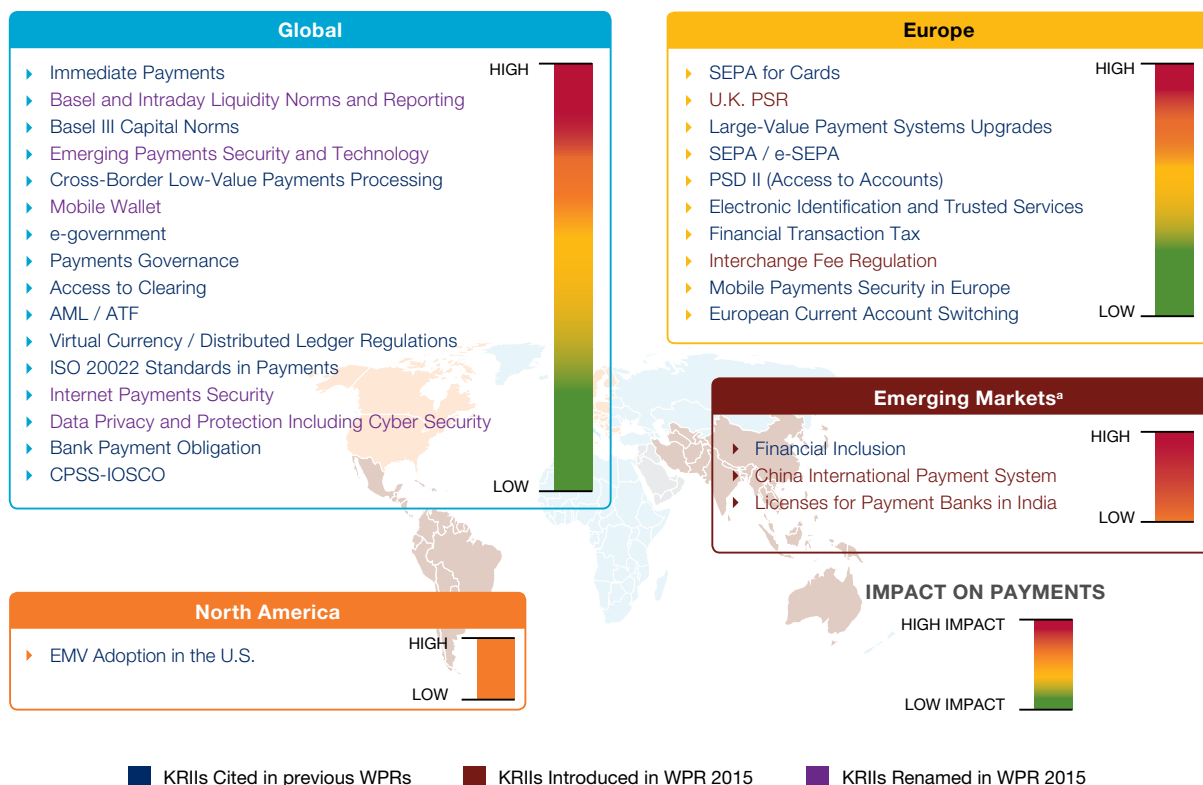 Global
Immediate Payments
Basel and Intraday Liquidity Norms and Reporting
Basel III Capital Norms
Emerging Payments Security and Technology
Cross-Border Low-Value Payments Processing
Mobile Wallet
e-government
Payments Governance
Access to Clearing
AML / ATF
Virtual Currency / Distributed Ledger Regulations
ISO 20022 Standards in Payments
Internet Payments Security
Data Privacy and Protection Including Cyber Security
Bank Payment Obligation
CPSS-IOSCO
HIGH
LOW
Europe
SEPA for Cards
U.K. PSR
Large-Value Payment Systems Upgrades
SEPA / e-SEPA
PSD II (Access to Accounts)
Electronic Identification and Trusted Services
Financial Transaction Tax
Interchange Fee Regulation
Mobile Payments Security in Europe
European Current Account Switching
HIGH
LOW
Emerging Marketsᵃ
Financial Inclusion
China International Payment System
Licenses for Payment Banks in India
HIGH
LOW
North America
EMV Adoption in the U.S.
HIGH
LOW
IMPACT ON PAYMENTS
HIGH IMPACT
LOW IMPACT
KRIIs Cited in previous WPRs
KRIIs Introduced in WPR 2015
KRIIs Renamed in WPR 2015